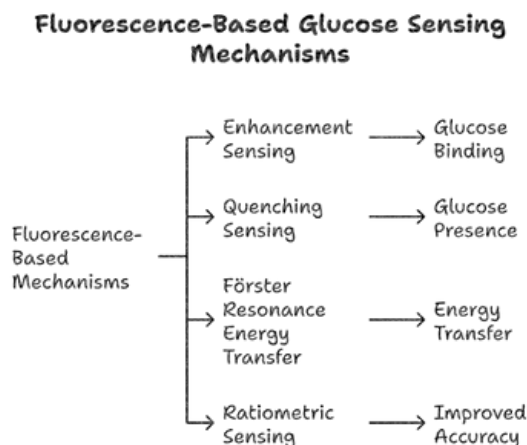 Fluorescence-Based Glucose Sensing
Mechanisms
Fluorescence-
Based
Mechanisms
Enhancement
Sensing
Glucose
Binding
Quenching
Sensing
Glucose
Presence
Förster
Resonance
Energy
Transfer
Energy
Transfer
Ratiometric
Sensing
Improved
Accuracy